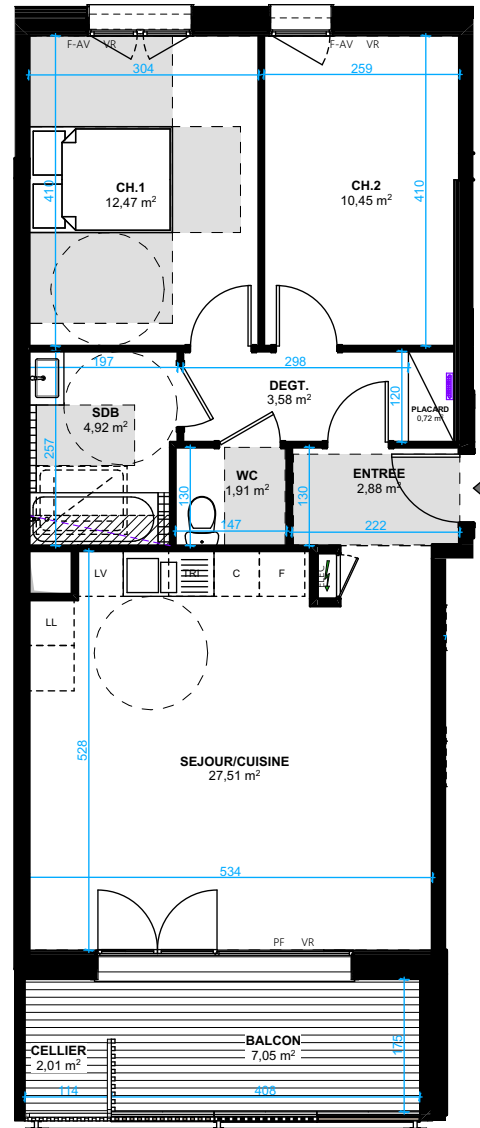 F-AV VR
F-AV VR
304
259
CH.1
12,47 m²
CH.2
10,45 m²
410
410
197
298
DEGT.
3,58 m²
120
PLACARD
0,72 m²
SDB
4,92 m²
257
WC
1,91 m²
130
147
ENTREE
2,88 m²
130
222
LV
TRI
C
F
LL
528
SEJOUR/CUISINE
27,51 m²
534
PF VR
BALCON
7,05 m²
175
CELLIER
2,01 m²
114
408